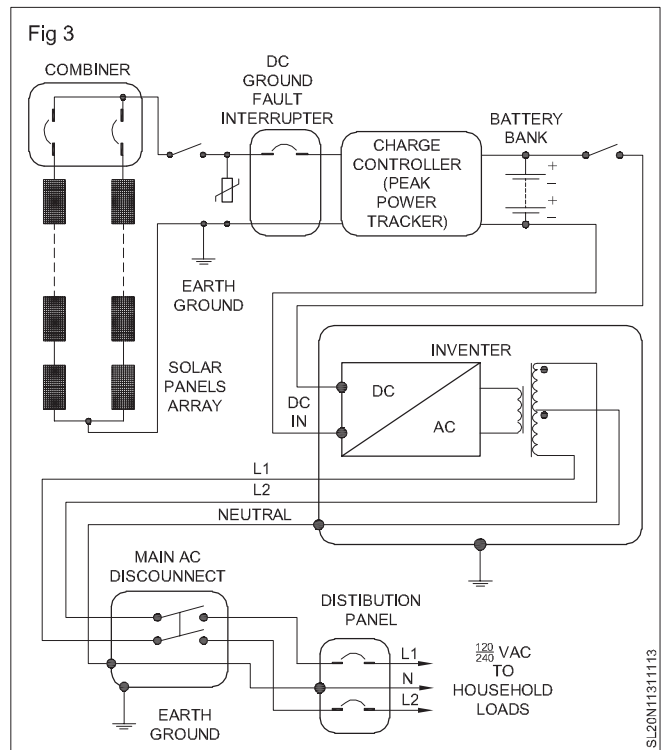 Fig 3
COMBINER
DC
GROUND
FAULT
INTERRUPTER
CHARGE
CONTROLLER
(PEAK
POWER
TRACKER)
BATTERY
BANK
+
–
+
–
EARTH
GROUND
SOLAR
PANELS
ARRAY
INVENTER
DC
IN
DC
AC
L1
L2
NEUTRAL
MAIN AC
DISCOUNNECT
EARTH
GROUND
DISTIBUTION
PANEL
L1
N
L2
120/240 VAC
TO
HOUSEHOLD
LOADS
SL20N11311113